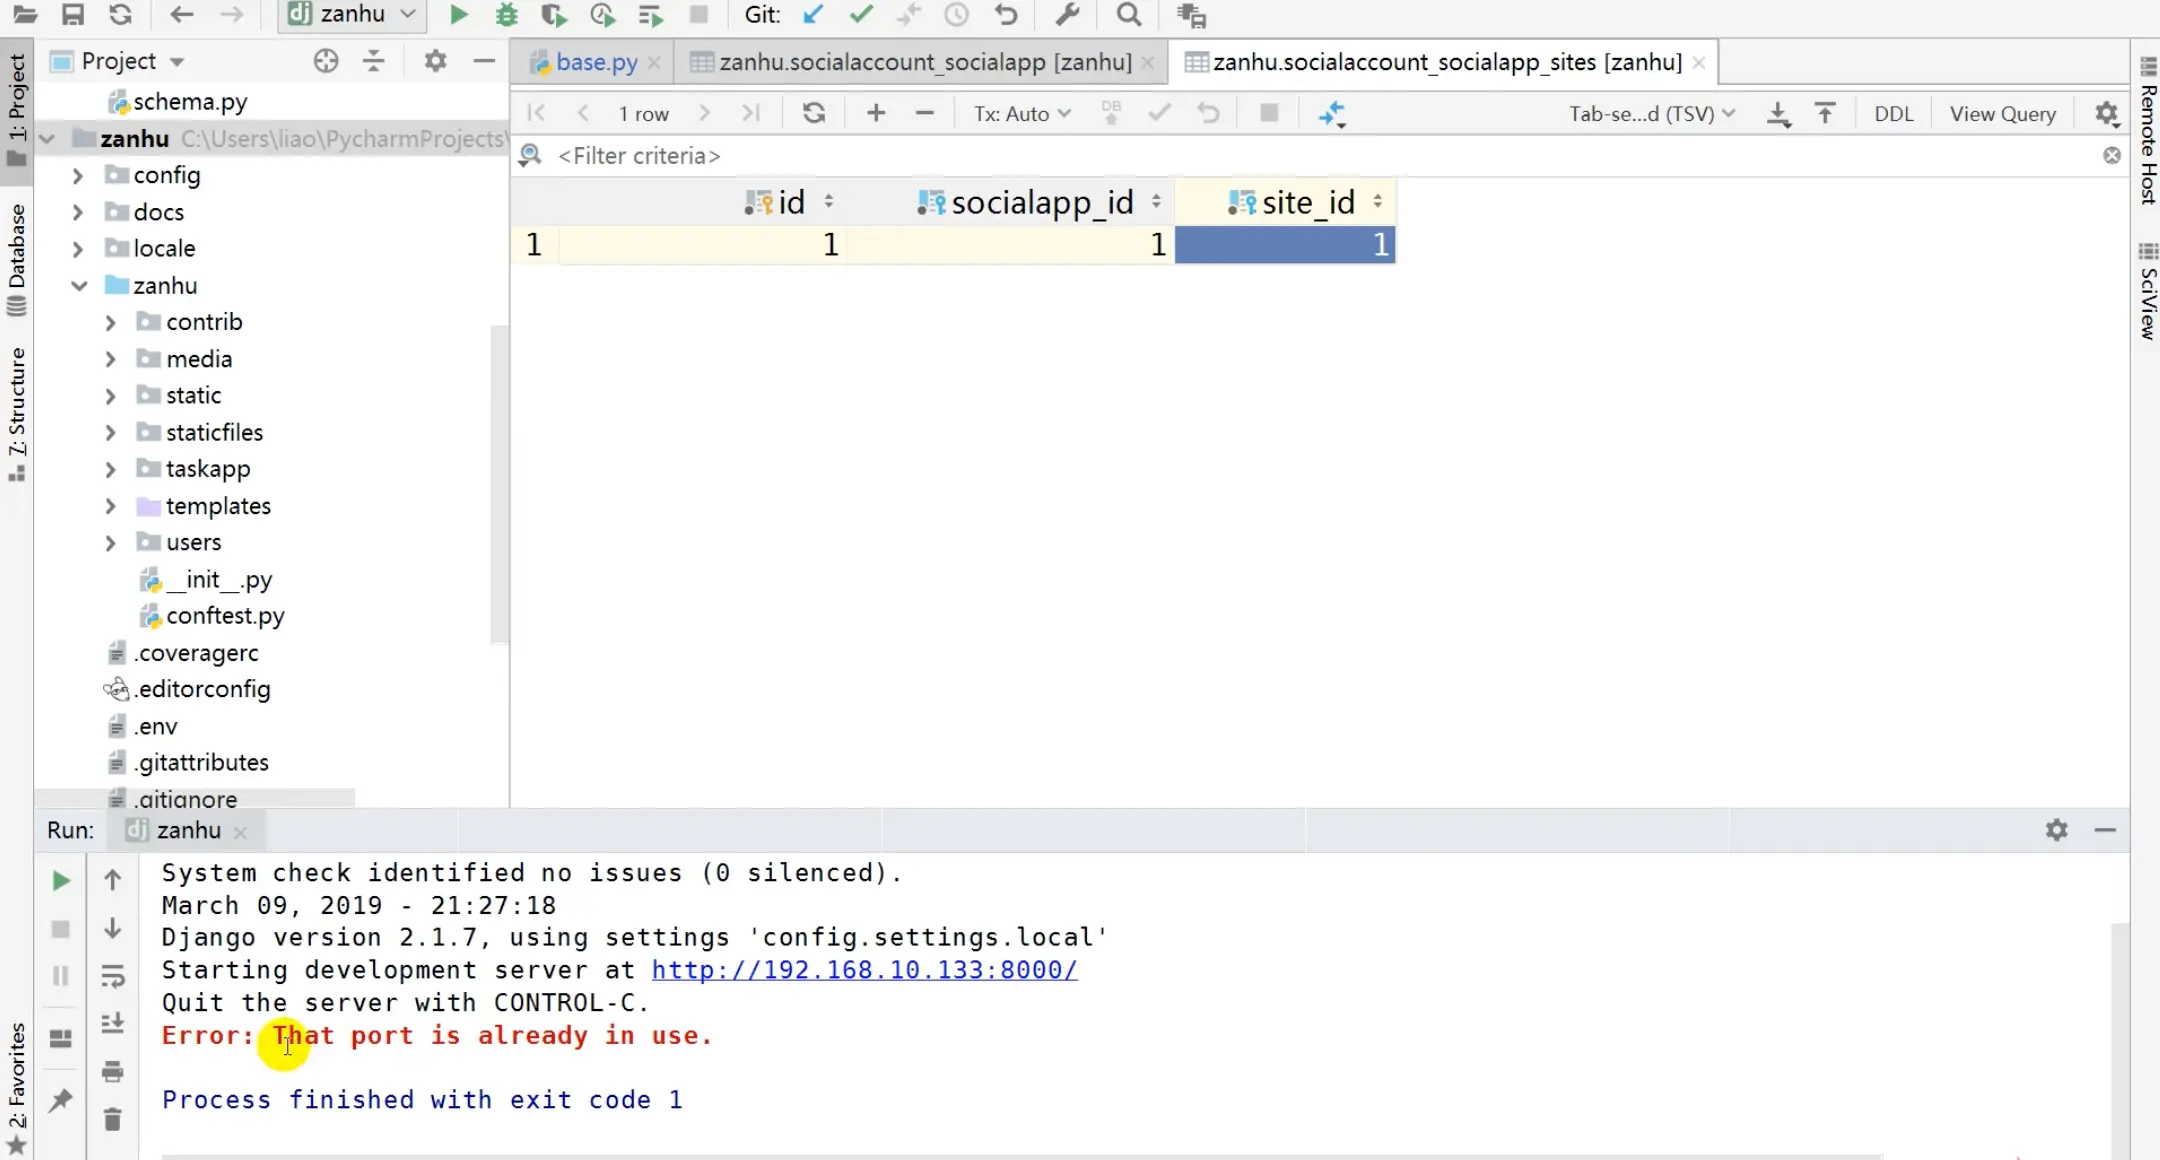 zanhu
Git:
Project
base.py
zanhu.socialaccount_socialapp [zanhu]
zanhu.socialaccount_socialapp_sites [zanhu]
1: Project
Database
7: Structure
2: Favorites
schema.py
zanhu C:\Users\liao\PycharmProjects\
config
docs
locale
zanhu
contrib
media
static
staticfiles
taskapp
templates
users
__init__.py
conftest.py
.coveragerc
.editorconfig
.env
.gitattributes
.gitignore
1 row
Tx: Auto
DB
Tab-se...d (TSV)
DDL
View Query
<Filter criteria>
id socialapp_id site_id
1 1 1 1
Remote Host
SciView
Run: zanhu
System check identified no issues (0 silenced).
March 09, 2019 - 21:27:18
Django version 2.1.7, using settings 'config.settings.local'
Starting development server at http://192.168.10.133:8000/
Quit the server with CONTROL-C.
Error: That port is already in use.
Process finished with exit code 1